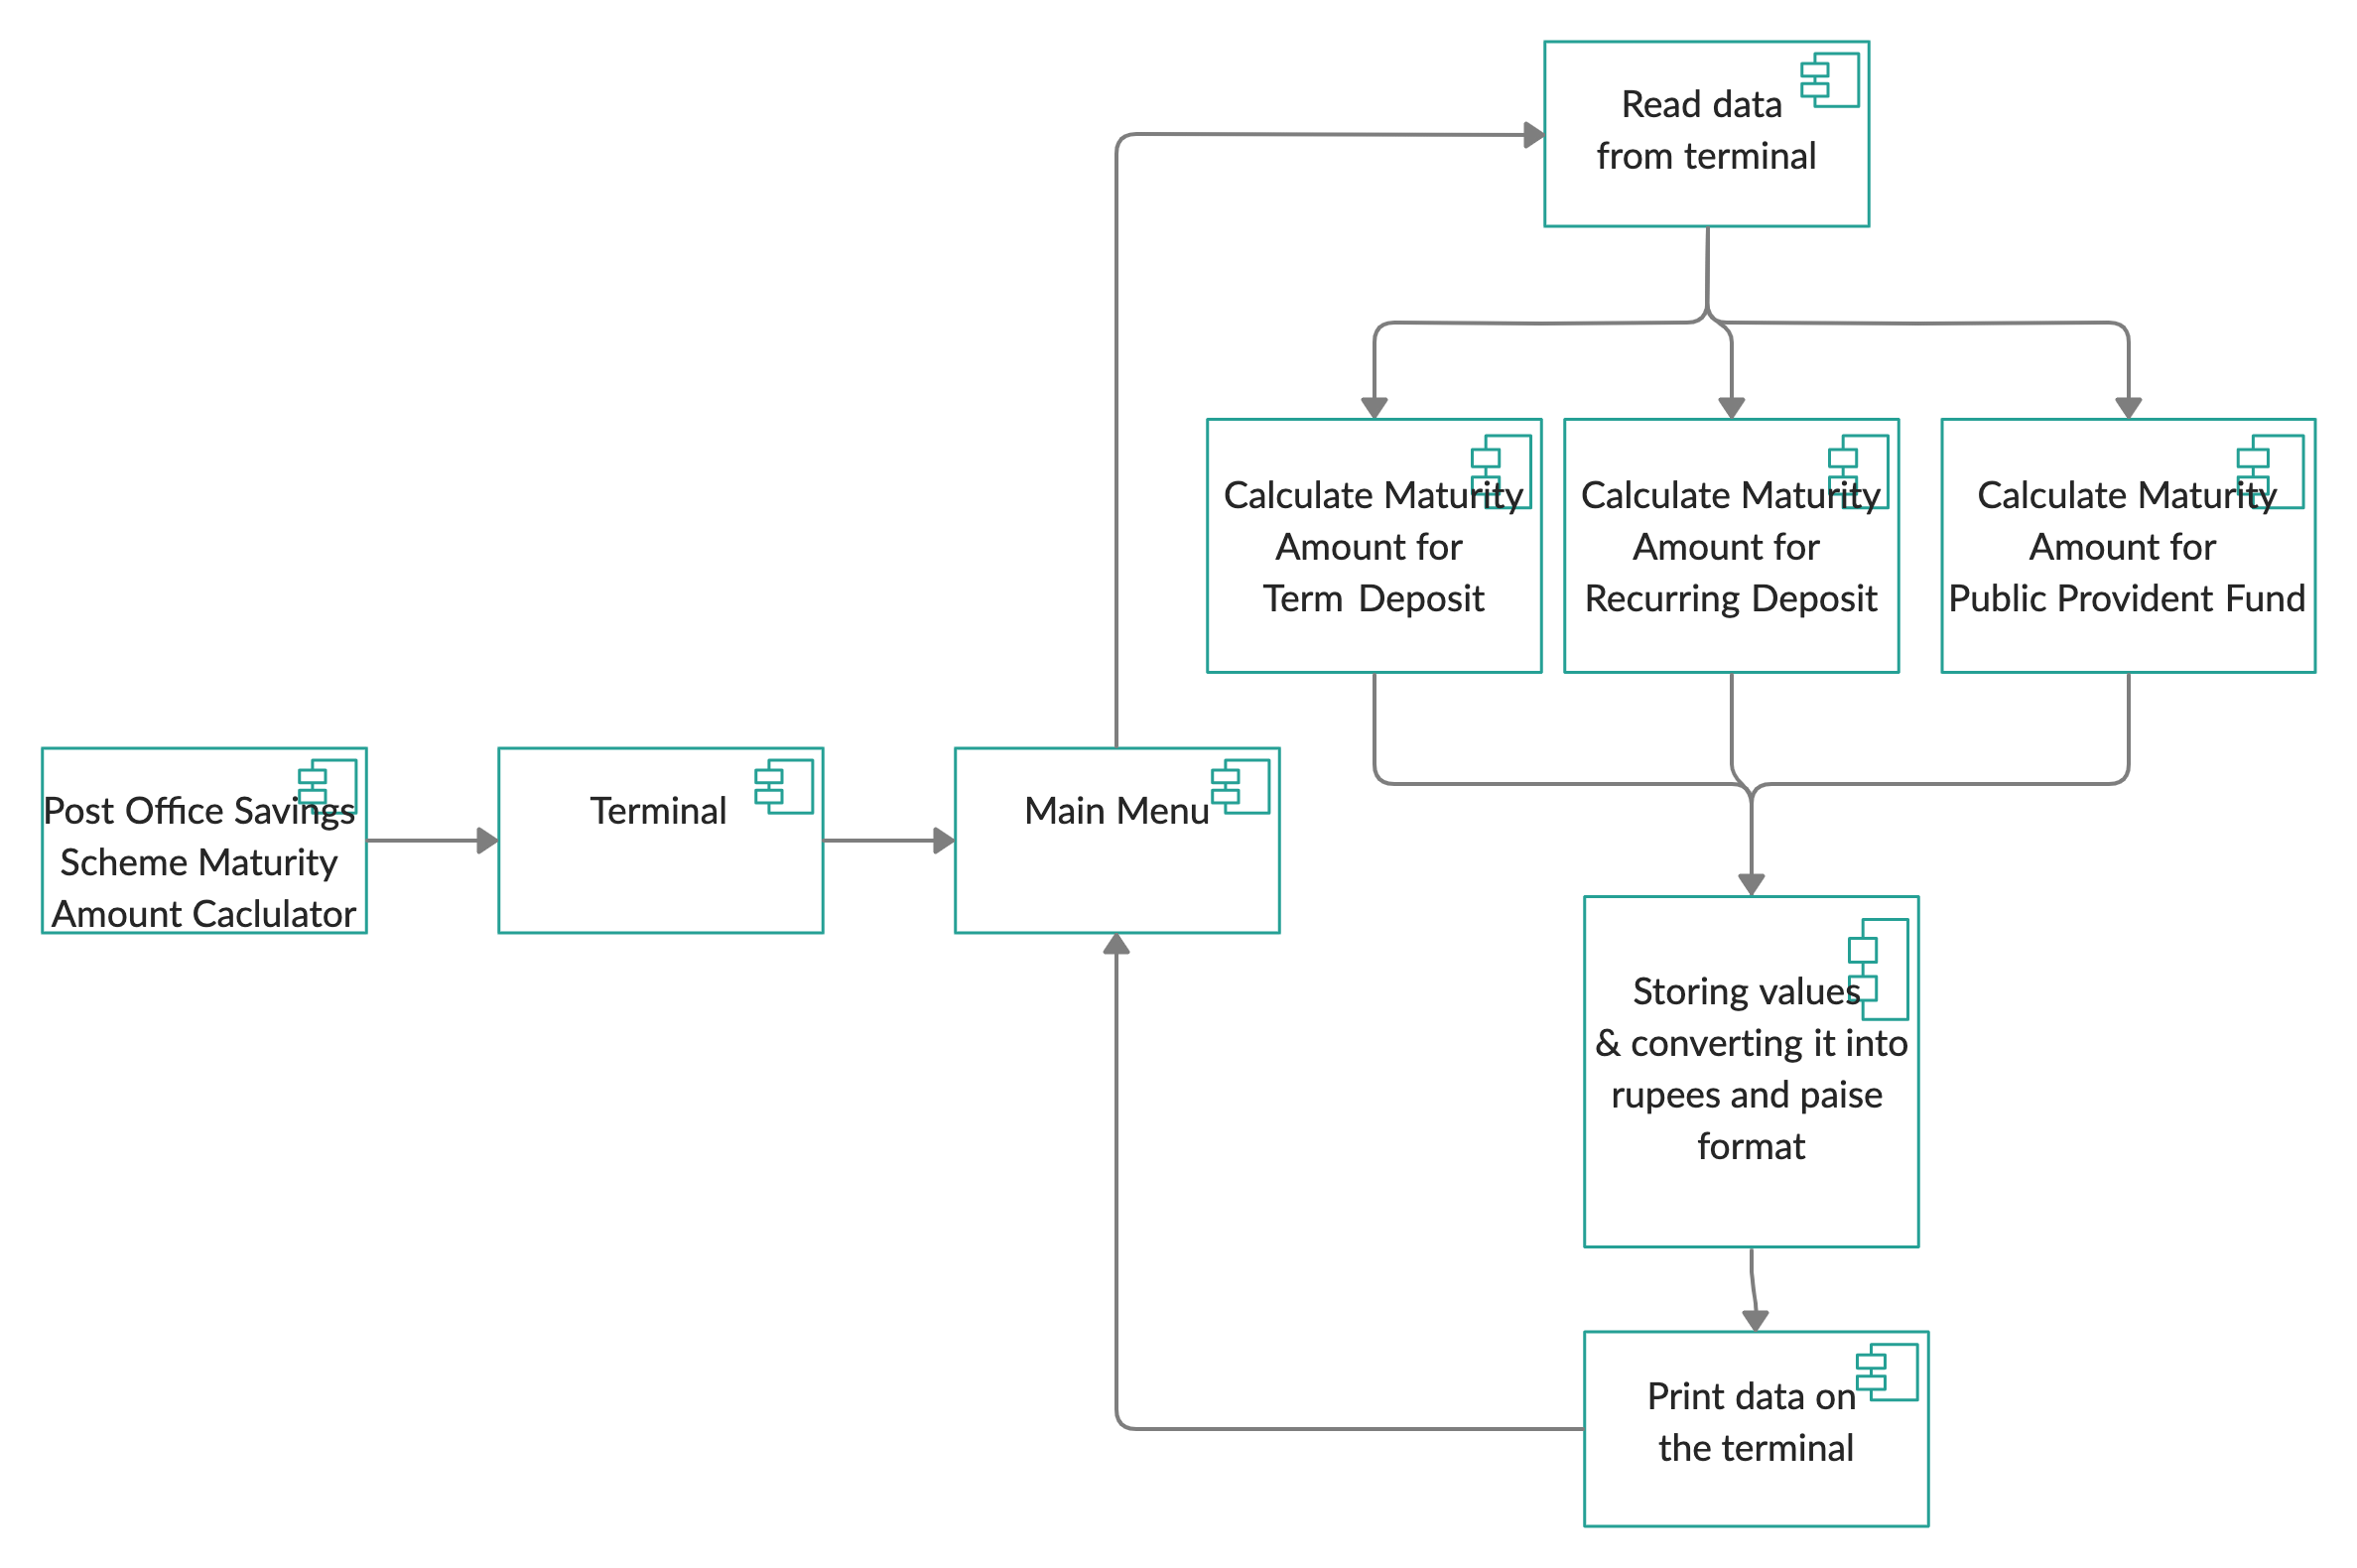 Read data
from terminal
Calculate Maturity
Amount for
Term Deposit
Calculate Maturity
Amount for
Recurring Deposit
Calculate Maturity
Amount for
Public Provident Fund
Post Office Savings
Scheme Maturity
Amount Caclulator
Terminal
Main Menu
Storing values
& converting it into
rupees and paise
format
Print data on
the terminal